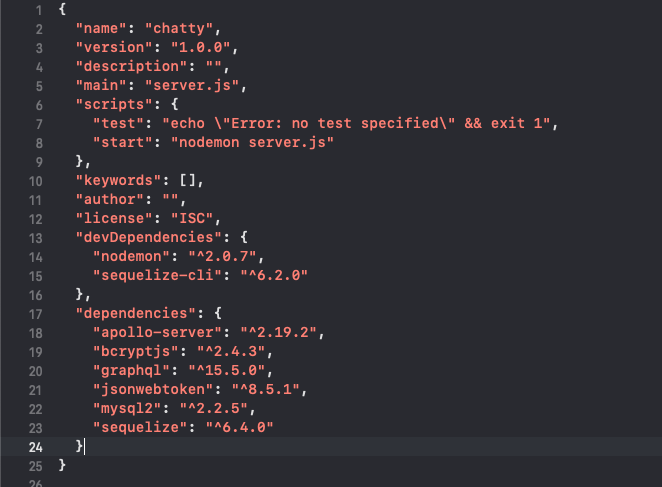 1 {
2 "name": "chatty",
3 "version": "1.0.0",
4 "description": "",
5 "main": "server.js",
6 "scripts": {
7 "test": "echo \"Error: no test specified\" && exit 1",
8 "start": "nodemon server.js"
9 },
10 "keywords": [],
11 "author": "",
12 "license": "ISC",
13 "devDependencies": {
14 "nodemon": "^2.0.7",
15 "sequelize-cli": "^6.2.0"
16 },
17 "dependencies": {
18 "apollo-server": "^2.19.2",
19 "bcryptjs": "^2.4.3",
20 "graphql": "^15.5.0",
21 "jsonwebtoken": "^8.5.1",
22 "mysql2": "^2.2.5",
23 "sequelize": "^6.4.0"
24 }
25 }
26